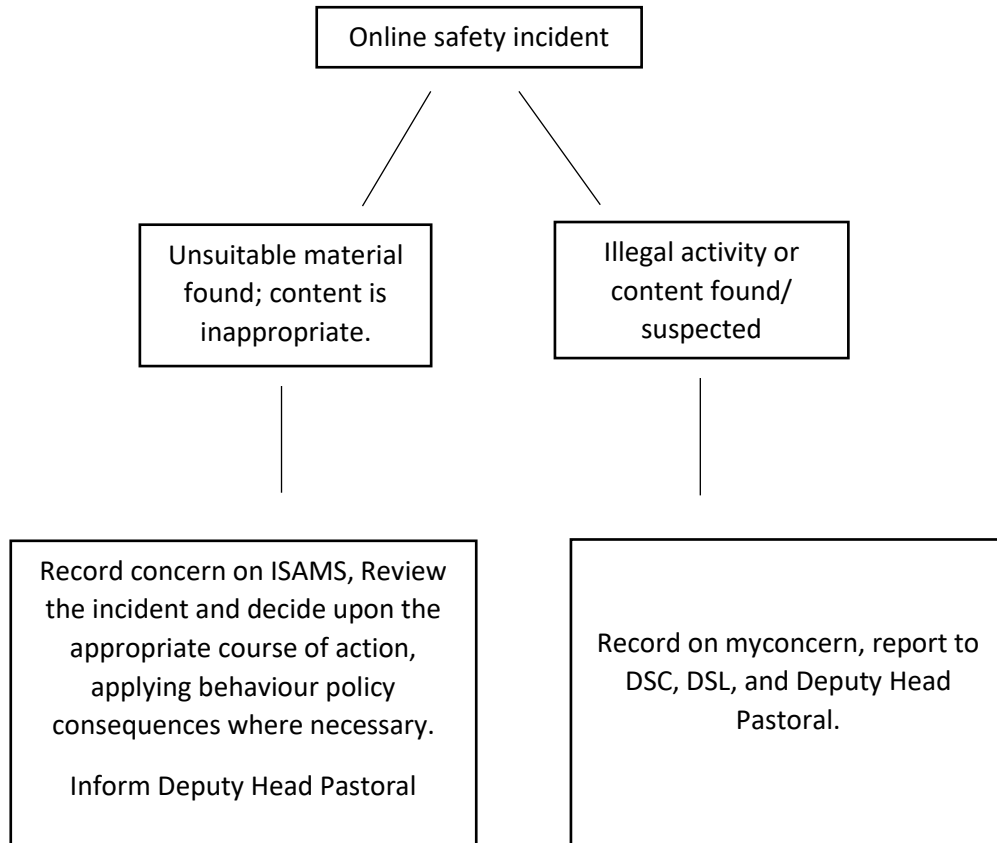 Online safety incident
Unsuitable material
found; content is
inappropriate.
Illegal activity or
content found/
suspected
Record concern on ISAMS, Review
the incident and decide upon the
appropriate course of action,
applying behaviour policy
consequences where necessary.
Inform Deputy Head Pastoral
Record on myconcern, report to
DSC, DSL, and Deputy Head
Pastoral.